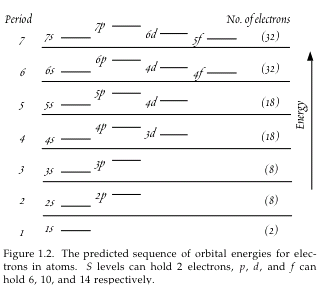 Period No. of electrons
7 7s 7p 6d 5f (32)
6 6s 6p 4d 4f (32)
5 5s 5p 4d (18)
4 4s 4p 3d (18)
3 3s 3p (8)
2 2s 2p (8)
1 1s (2)
Energy
Figure 1.2. The predicted sequence of orbital energies for elec-
trons in atoms. S levels can hold 2 electrons, p, d, and f can
hold 6, 10, and 14 respectively.